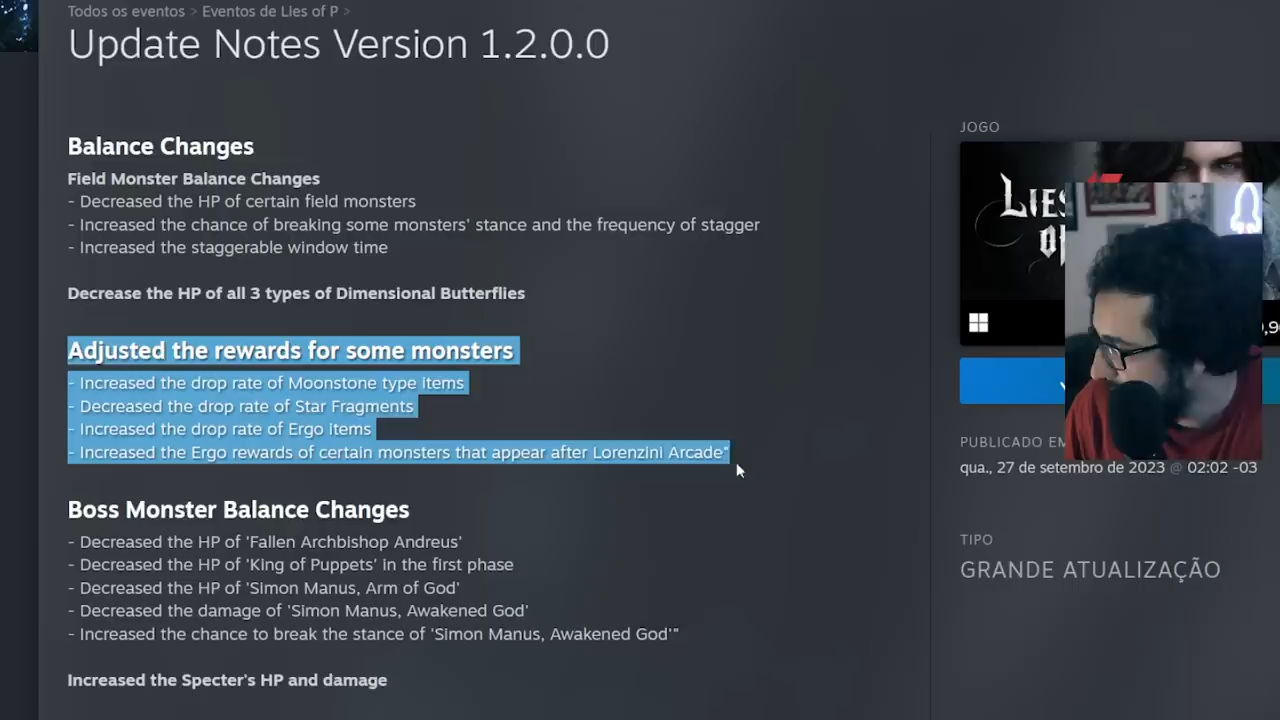 Todos os eventos > Eventos de Lies of P >
Update Notes Version 1.2.0.0
Balance Changes
Field Monster Balance Changes
- Decreased the HP of certain field monsters
- Increased the chance of breaking some monsters' stance and the frequency of stagger
- Increased the staggerable window time
Decrease the HP of all 3 types of Dimensional Butterflies
Adjusted the rewards for some monsters
- Increased the drop rate of Moonstone type items
- Decreased the drop rate of Star Fragments
- Increased the drop rate of Ergo items
- Increased the Ergo rewards of certain monsters that appear after Lorenzini Arcade"
Boss Monster Balance Changes
- Decreased the HP of 'Fallen Archbishop Andreus'
- Decreased the HP of 'King of Puppets' in the first phase
- Decreased the HP of 'Simon Manus, Arm of God'
- Decreased the damage of 'Simon Manus, Awakened God'
- Increased the chance to break the stance of 'Simon Manus, Awakened God'"
Increased the Specter's HP and damage
JOGO
PUBLICADO EM
qua., 27 de setembro de 2023 @ 02:02 -03
TIPO
GRANDE ATUALIZAÇÃO